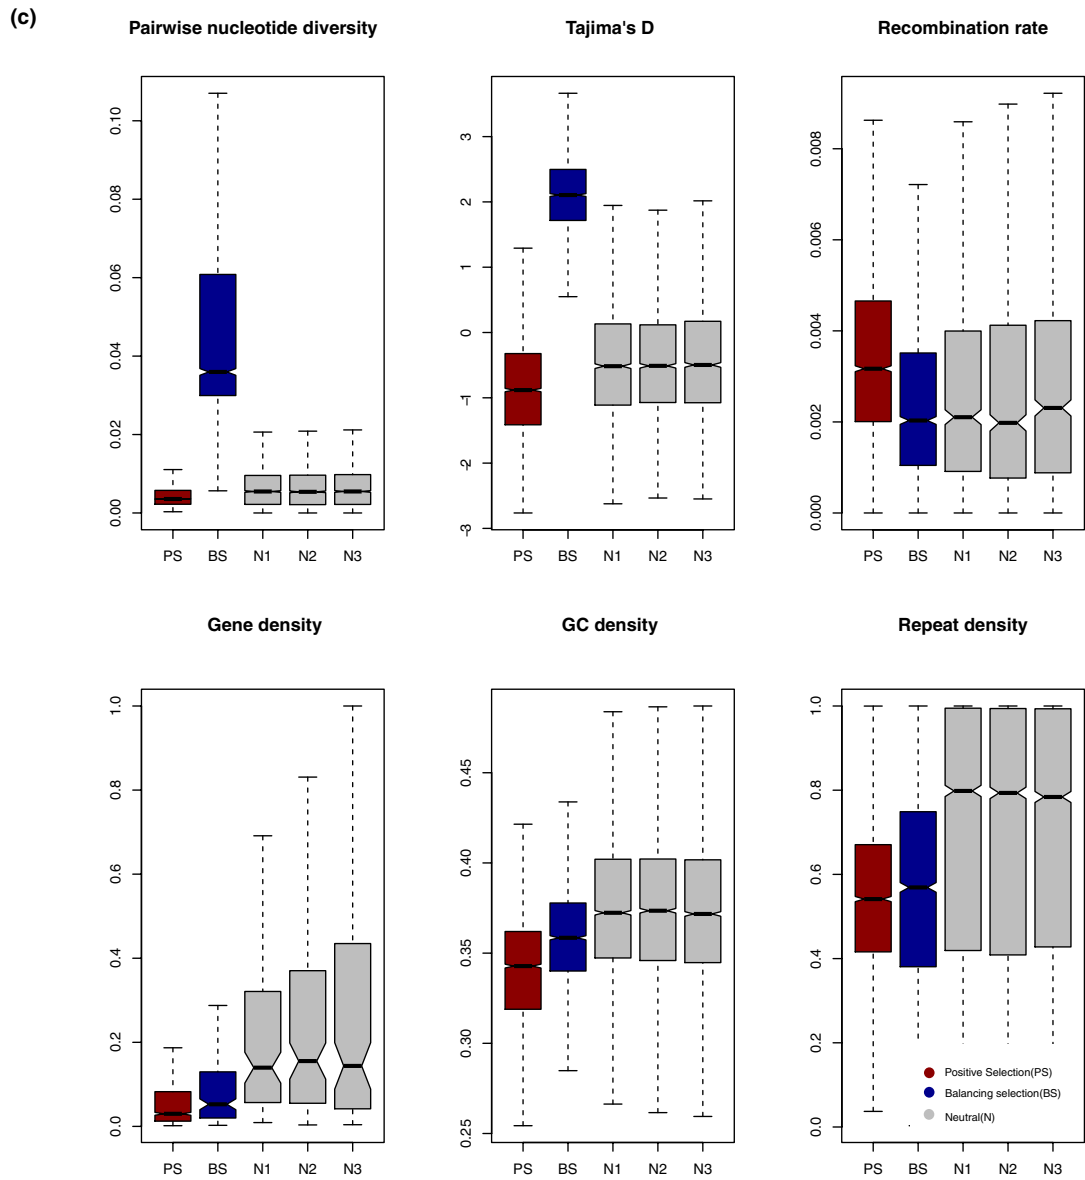 (c)
Pairwise nucleotide diversity
Tajima's D
Recombination rate
0.10
0.08
0.06
0.04
0.02
0.00
PS BS N1 N2 N3
3
2
1
0
-1
-2
-3
PS BS N1 N2 N3
0.008
0.006
0.004
0.002
0.000
PS BS N1 N2 N3
Gene density
GC density
Repeat density
1.0
0.8
0.6
0.4
0.2
0.0
PS BS N1 N2 N3
0.45
0.40
0.35
0.30
0.25
PS BS N1 N2 N3
1.0
0.8
0.6
0.4
0.2
0.0
Positive Selection(PS)
Balancing selection(BS)
Neutral(N)
PS BS N1 N2 N3